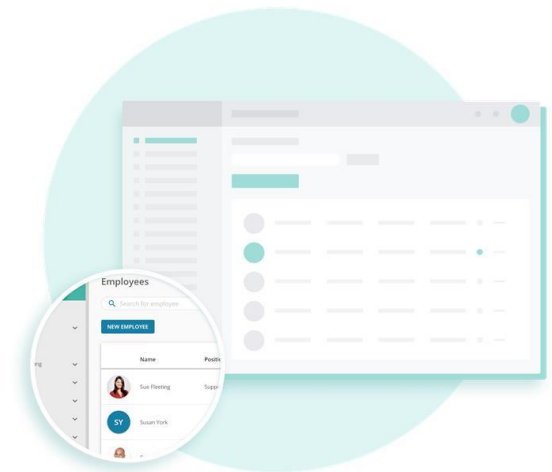 Employees
Search for employee
NEW EMPLOYEE
Name
Sue Fleeting
SY
Susan York